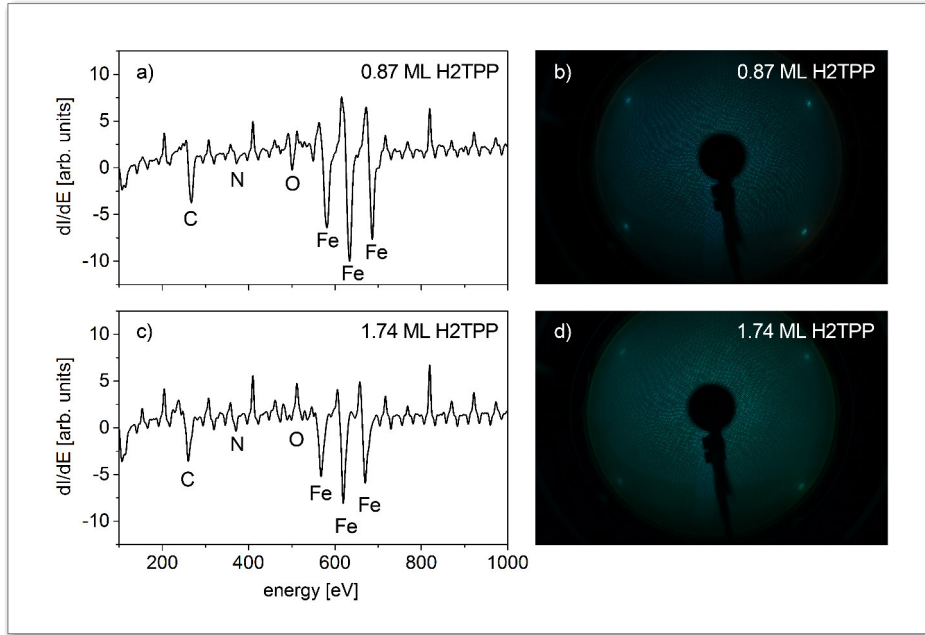 a)
0.87 ML H2TPP
10
5
0
-5
-10
dI/dE [arb. units]
C
N
O
Fe
Fe
Fe
b)
0.87 ML H2TPP
c)
1.74 ML H2TPP
10
5
0
-5
-10
dI/dE [arb. units]
C
N
O
Fe
Fe
Fe
200
400
600
800
1000
energy [eV]
d)
1.74 ML H2TPP